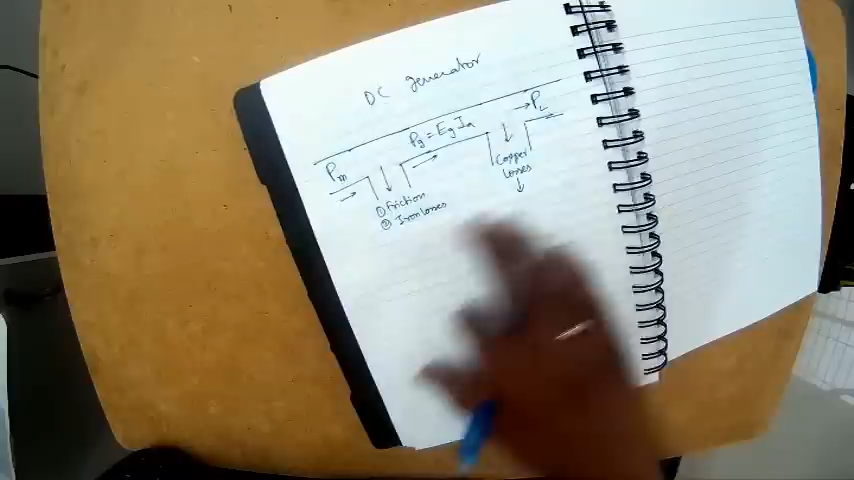 DC generator
Pm
Pg = Eg Ia
PL
① Friction
② Iron losses
Copper
losses